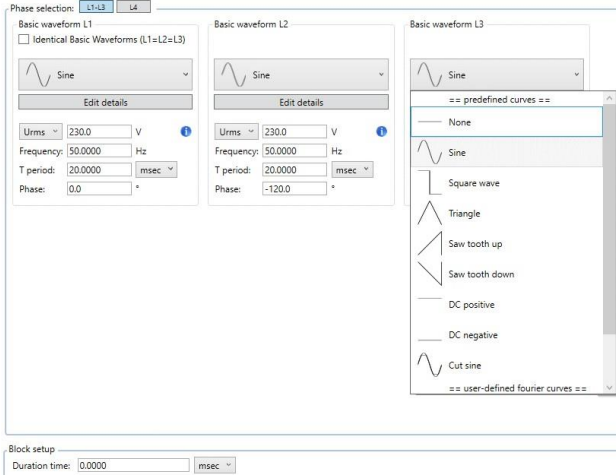 Phase selection: L1-L3 L4
Basic waveform L1
Identical Basic Waveforms (L1=L2=L3)
Sine
Edit details
Urms 230.0 V
Frequency: 50.0000 Hz
T period: 20.0000 msec
Phase: 0.0 °
Basic waveform L2
Sine
Edit details
Urms 230.0 V
Frequency: 50.0000 Hz
T period: 20.0000 msec
Phase: -120.0 °
Basic waveform L3
Sine
== predefined curves ==
None
Sine
Square wave
Triangle
Saw tooth up
Saw tooth down
DC positive
DC negative
Cut sine
== user-defined fourier curves ==
Block setup
Duration time: 0.0000 msec